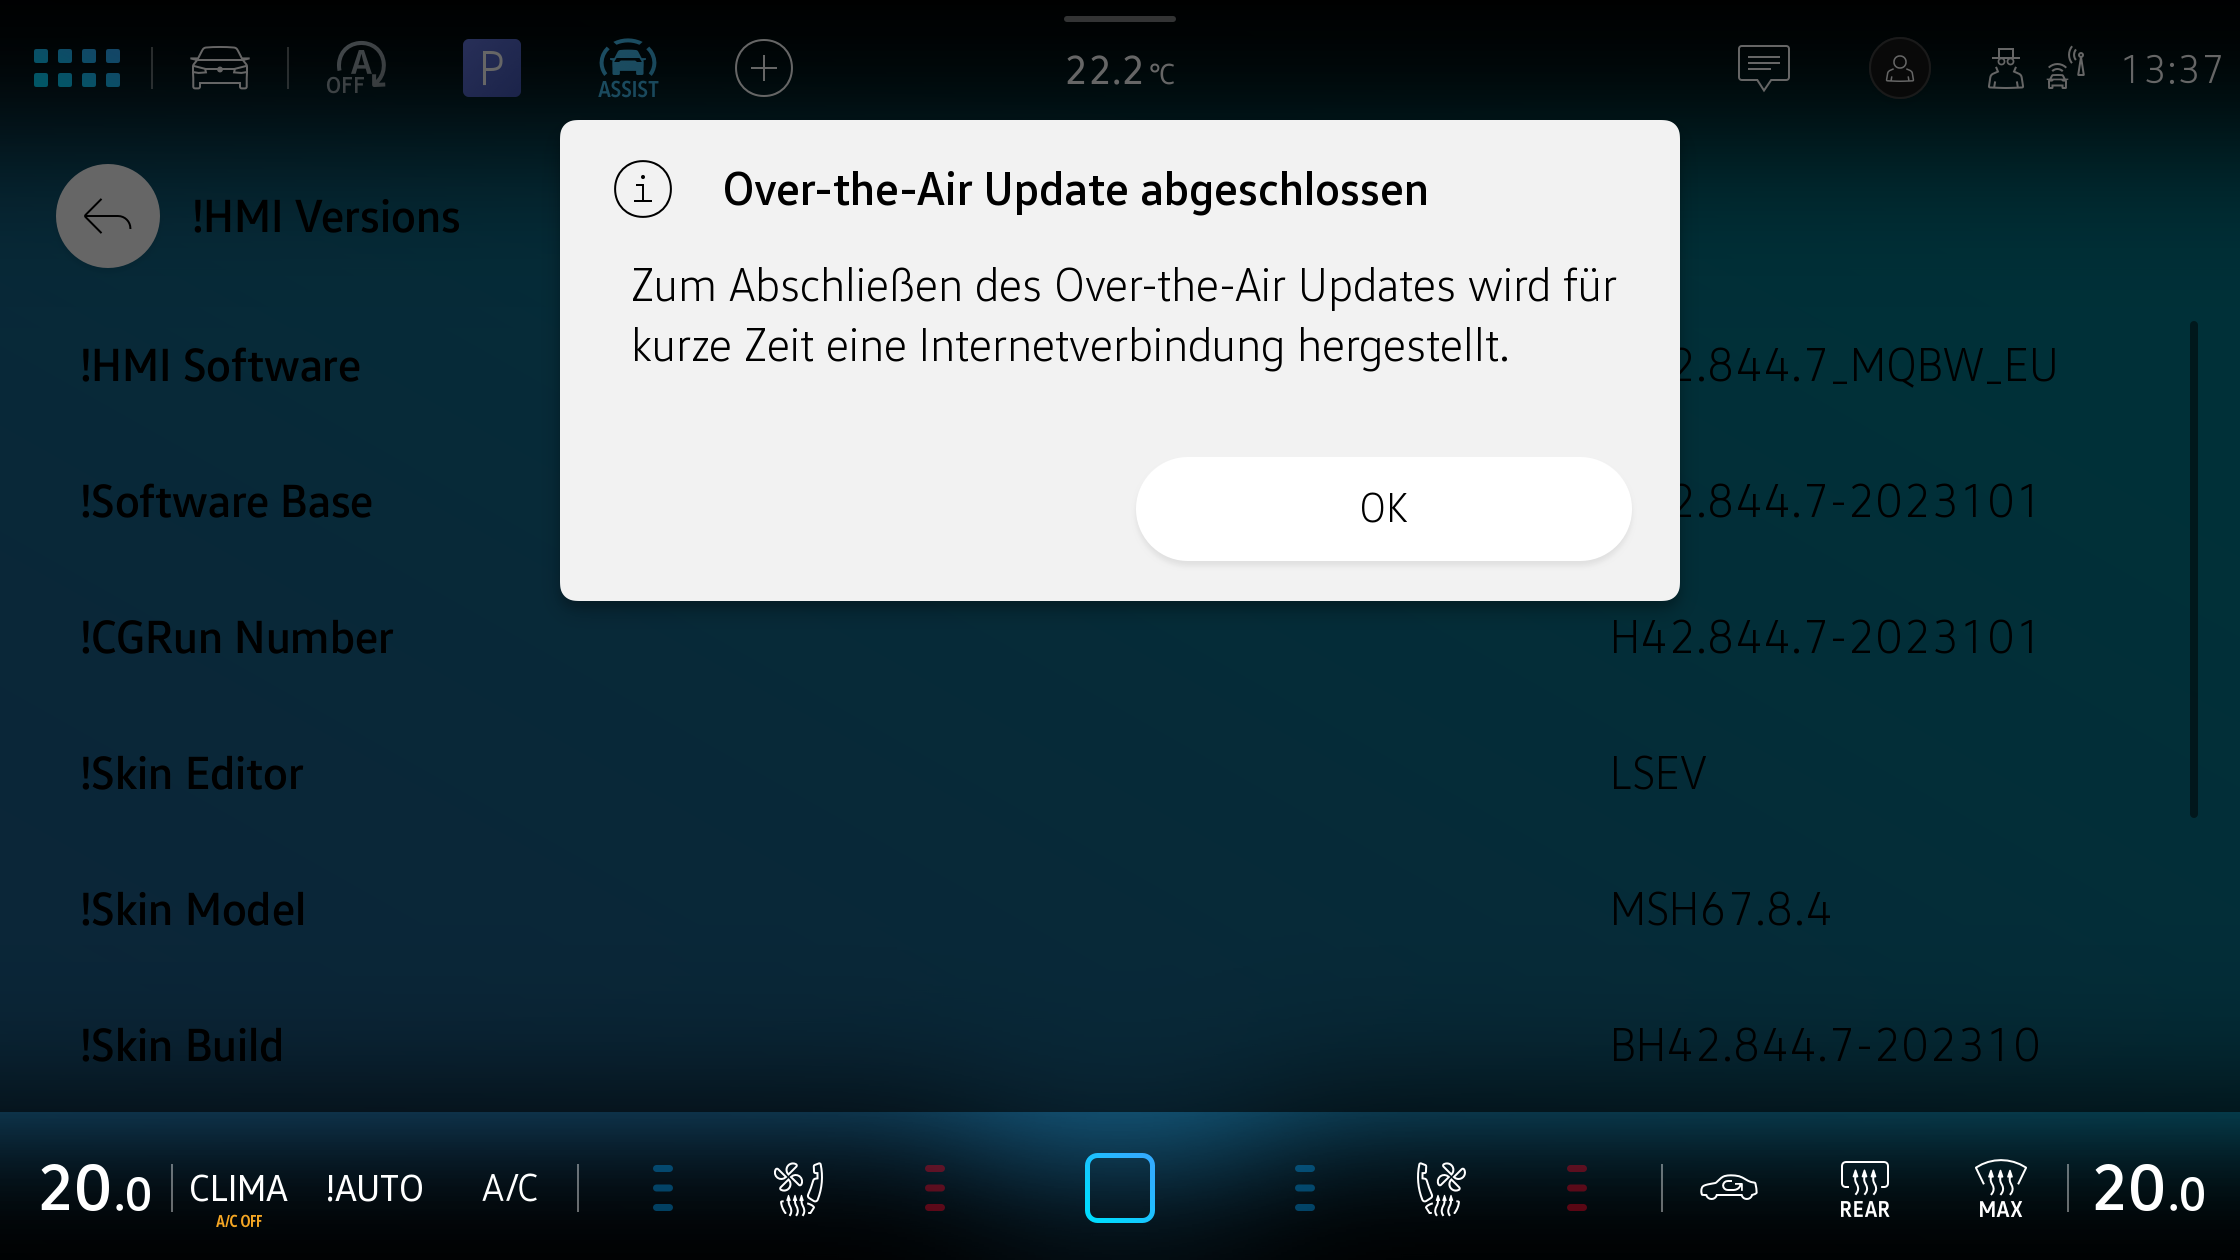 A OFF
P
ASSIST
22.2 °C
13:37
Over-the-Air Update abgeschlossen
Zum Abschließen des Over-the-Air Updates wird für
kurze Zeit eine Internetverbindung hergestellt.
OK
!HMI Versions
!HMI Software
2.844.7_MQBW_EU
!Software Base
2.844.7-2023101
!CGRun Number
H42.844.7-2023101
!Skin Editor
LSEV
!Skin Model
MSH67.8.4
!Skin Build
BH42.844.7-202310
20.0
CLIMA
A/C OFF
!AUTO
A/C
REAR
MAX
20.0